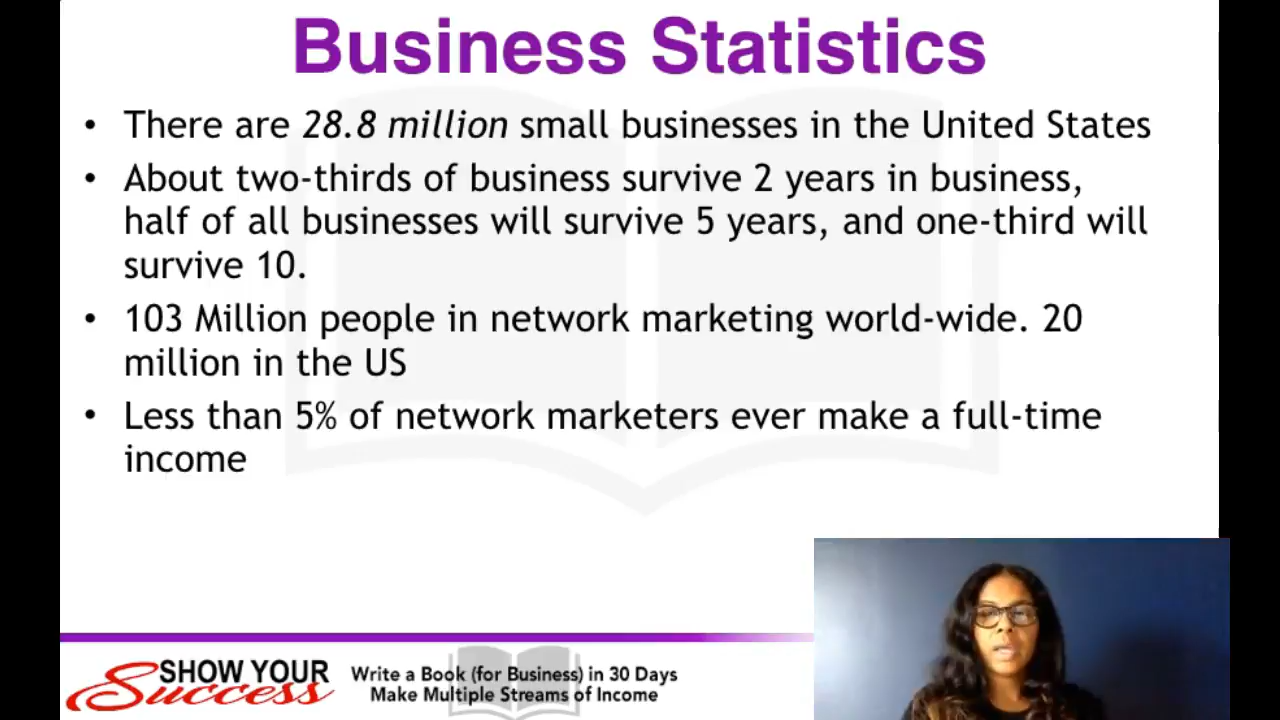 Business Statistics
• There are 28.8 million small businesses in the United States
• About two-thirds of business survive 2 years in business,
half of all businesses will survive 5 years, and one-third will
survive 10.
• 103 Million people in network marketing world-wide. 20
million in the US
• Less than 5% of network marketers ever make a full-time
income
SHOW YOUR
Success
Write a Book (for Business) in 30 Days
Make Multiple Streams of Income